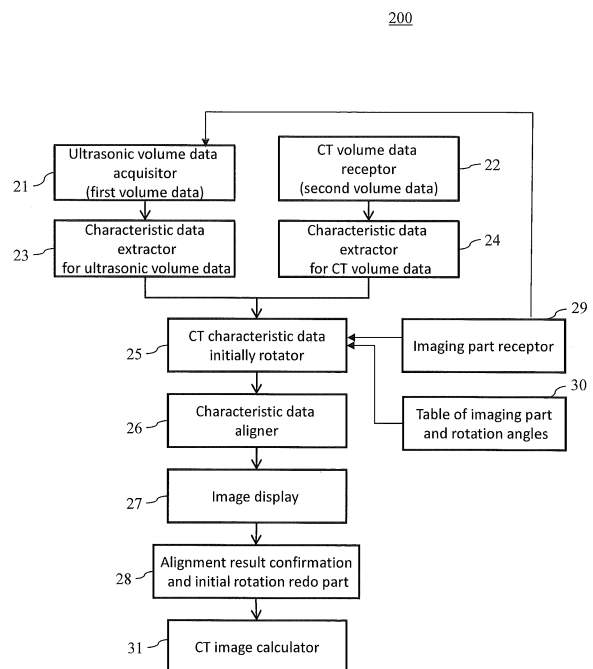 200
Ultrasonic volume data
acquisitor
(first volume data)
21
CT volume data
receptor
(second volume data)
22
Characteristic data
extractor
for ultrasonic volume data
23
Characteristic data
extractor
for CT volume data
24
CT characteristic data
initially rotator
25
Imaging part receptor
29
Characteristic data
aligner
26
Table of imaging part
and rotation angles
30
Image display
27
Alignment result confirmation
and initial rotation redo part
28
CT image calculator
31